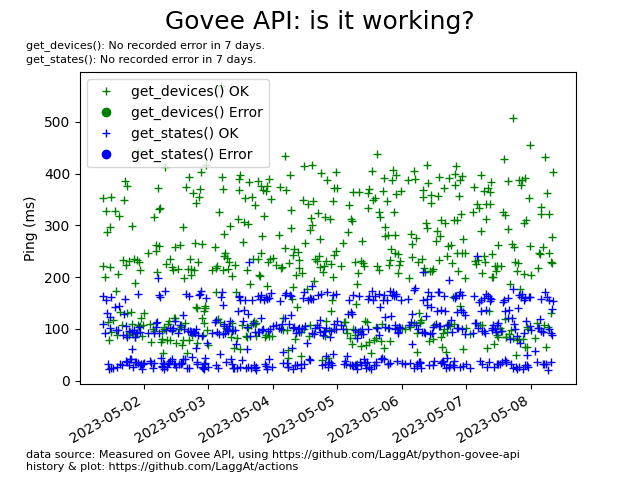 Govee API: is it working?
get_devices(): No recorded error in 7 days.
get_states(): No recorded error in 7 days.
get_devices() OK
get_devices() Error
get_states() OK
get_states() Error
Ping (ms)
500
400
300
200
100
0
2023-05-02
2023-05-03
2023-05-04
2023-05-05
2023-05-06
2023-05-07
2023-05-08
data source: Measured on Govee API, using https://github.com/LaggAt/python-govee-api
history & plot: https://github.com/LaggAt/actions